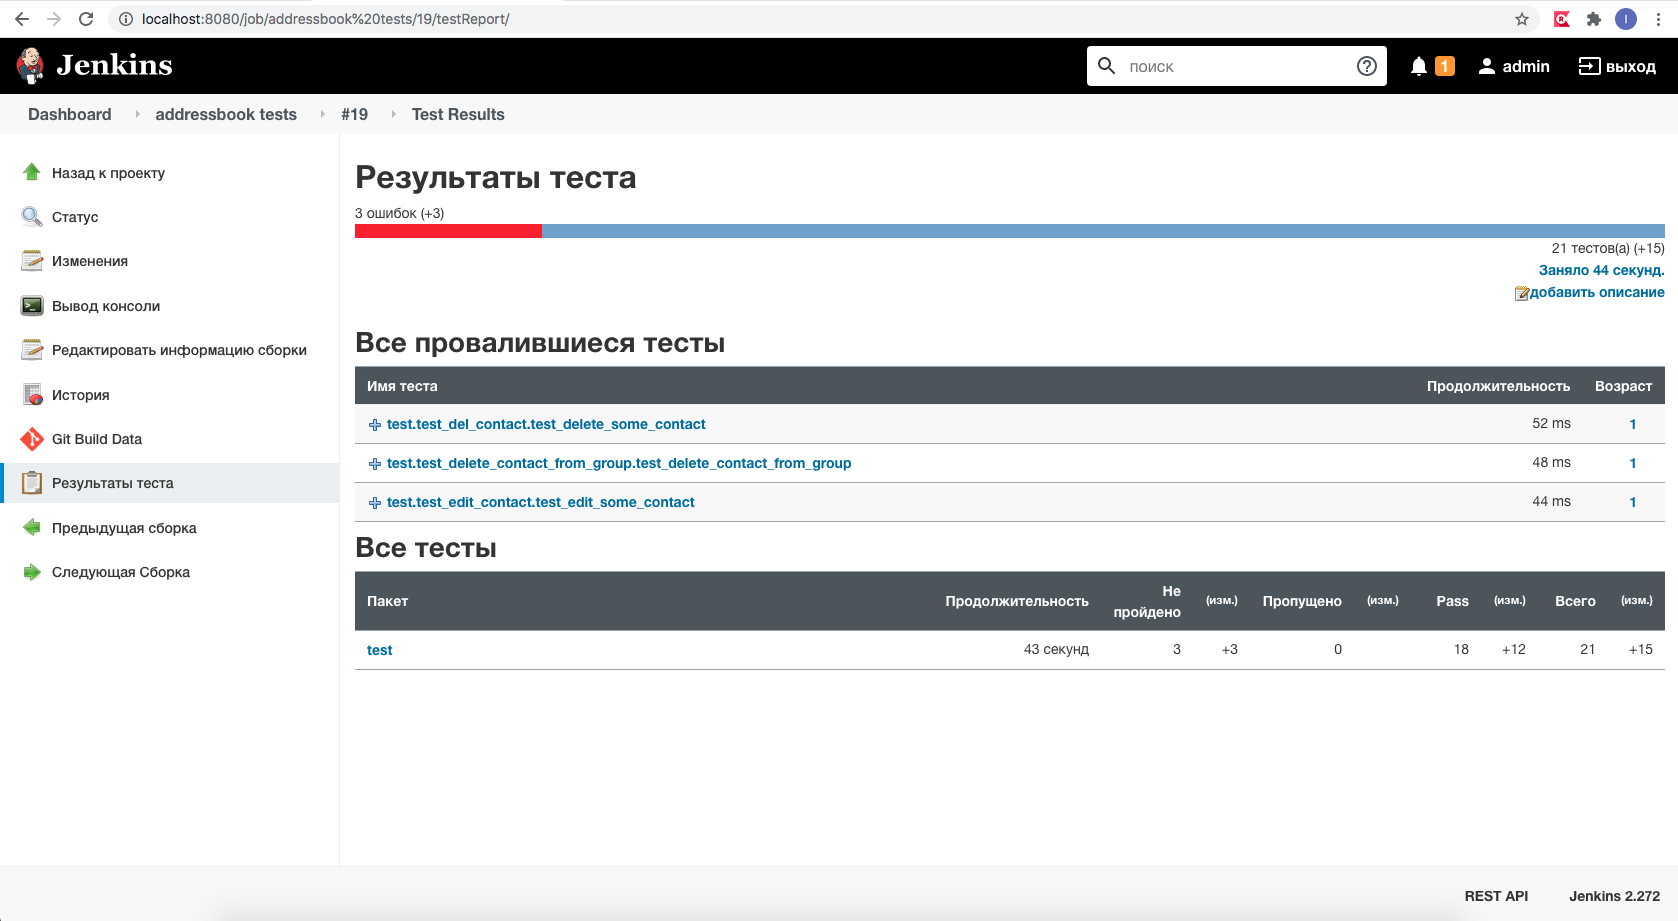 localhost:8080/job/addressbook%20tests/19/testReport/
I
Jenkins
поиск
1
admin
выход
Dashboard
addressbook tests
#19
Test Results
Назад к проекту
Статус
Изменения
Вывод консоли
Редактировать информацию сборки
История
Git Build Data
Результаты теста
Предыдущая сборка
Следующая Сборка
Результаты теста
3 ошибок (+3)
21 тестов(а) (+15)
Заняло 44 секунд.
добавить описание
Все провалившиеся тесты
Имя теста Продолжительность Возраст
test.test_del_contact.test_delete_some_contact 52 ms 1
test.test_delete_contact_from_group.test_delete_contact_from_group 48 ms 1
test.test_edit_contact.test_edit_some_contact 44 ms 1
Все тесты
Пакет Продолжительность Не пройдено (изм.) Пропущено (изм.) Pass (изм.) Всего (изм.)
test 43 секунд 3 +3 0 18 +12 21 +15
REST API Jenkins 2.272